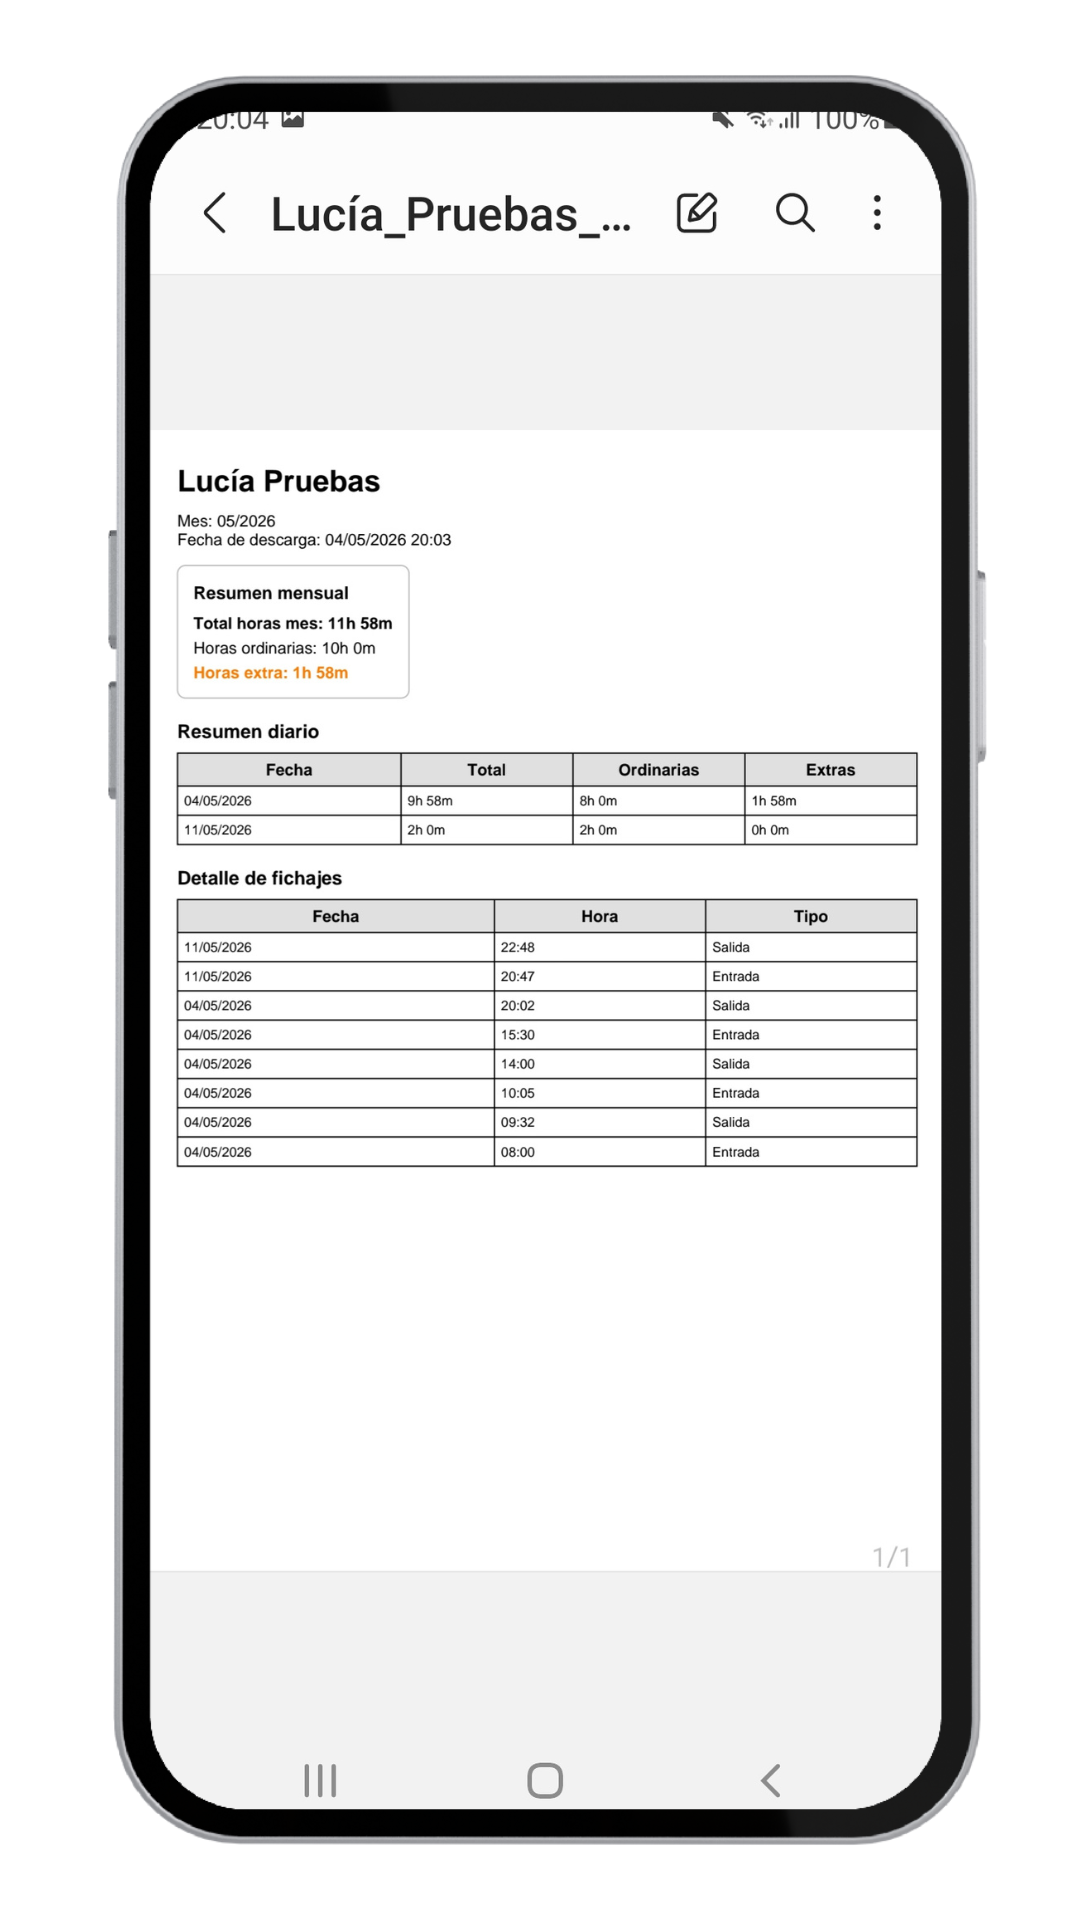 20:04 100%
Lucía_Pruebas_...
Lucía Pruebas
Mes: 05/2026
Fecha de descarga: 04/05/2026 20:03
Resumen mensual
Total horas mes: 11h 58m
Horas ordinarias: 10h 0m
Horas extra: 1h 58m
Resumen diario
Fecha Total Ordinarias Extras
04/05/2026 9h 58m 8h 0m 1h 58m
11/05/2026 2h 0m 2h 0m 0h 0m
Detalle de fichajes
Fecha Hora Tipo
11/05/2026 22:48 Salida
11/05/2026 20:47 Entrada
04/05/2026 20:02 Salida
04/05/2026 15:30 Entrada
04/05/2026 14:00 Salida
04/05/2026 10:05 Entrada
04/05/2026 09:32 Salida
04/05/2026 08:00 Entrada
1/1